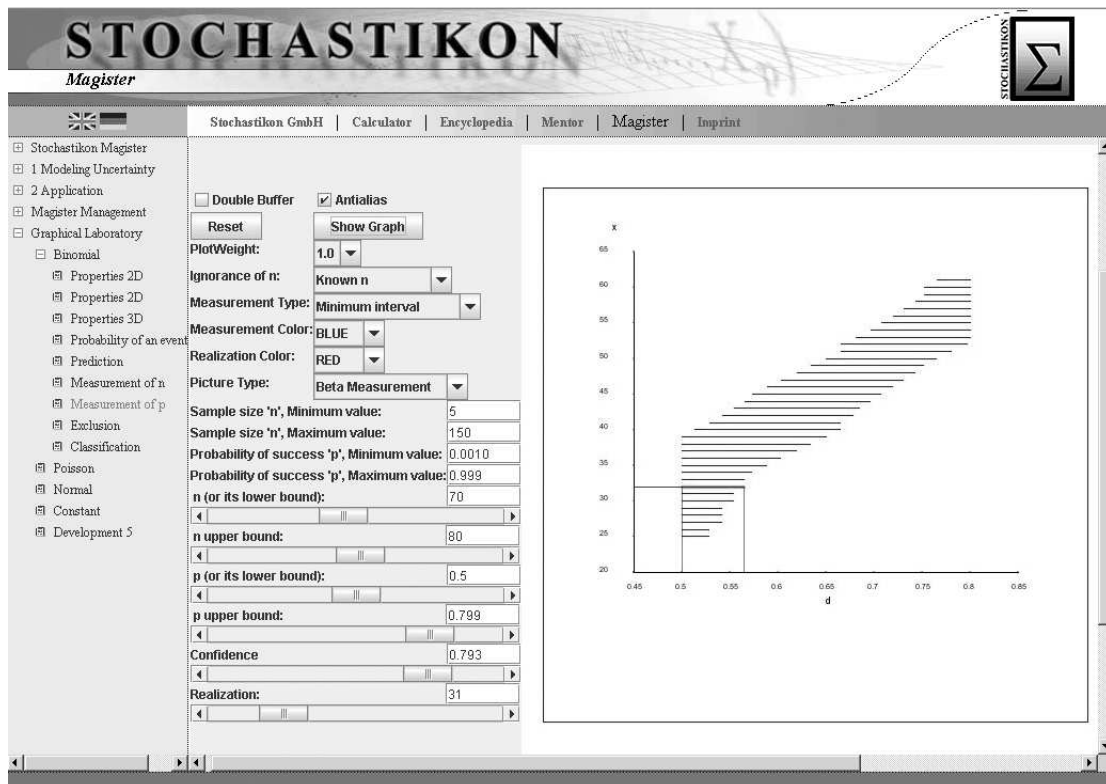 STOCHASTIKON
Magister
STOCHASTIKON
Σ
Stochastikon GmbH | Calculator | Encyclopedia | Mentor | Magister | Imprint
Stochastikon Magister
1 Modeling Uncertainty
2 Application
Magister Management
Graphical Laboratory
Binomial
Properties 2D
Properties 2D
Properties 3D
Probability of an event
Prediction
Measurement of n
Measurement of p
Exclusion
Classification
Poisson
Normal
Constant
Development 5
Double Buffer
Antialias
Reset
Show Graph
PlotWeight:
1.0
Ignorance of n:
Known n
Measurement Type:
Minimum interval
Measurement Color:
BLUE
Realization Color:
RED
Picture Type:
Beta Measurement
Sample size 'n', Minimum value:
5
Sample size 'n', Maximum value:
150
Probability of success 'p', Minimum value:
0.0010
Probability of success 'p', Maximum value:
0.999
n (or its lower bound):
70
n upper bound:
80
p (or its lower bound):
0.5
p upper bound:
0.799
Confidence
0.793
Realization:
31
x
65
60
55
50
45
40
35
30
25
20
0.45 0.5 0.55 0.6 0.65 0.7 0.75 0.8 0.85
d